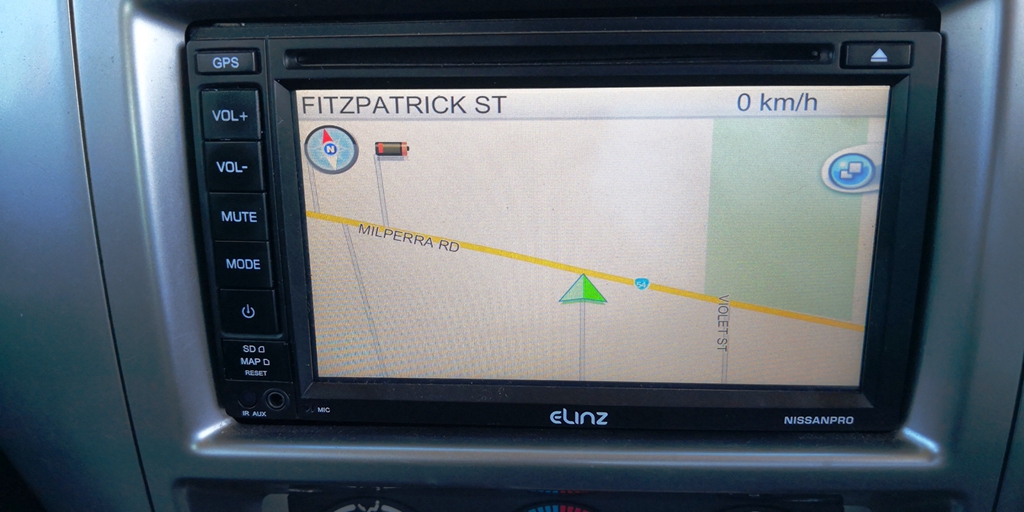 GPS
VOL+
VOL-
MUTE
MODE
SD
MAP
RESET
IR AUX
MIC
FITZPATRICK ST
0 km/h
N
MILPERRA RD
54
VIOLET ST
eLinz
NISSANPRO